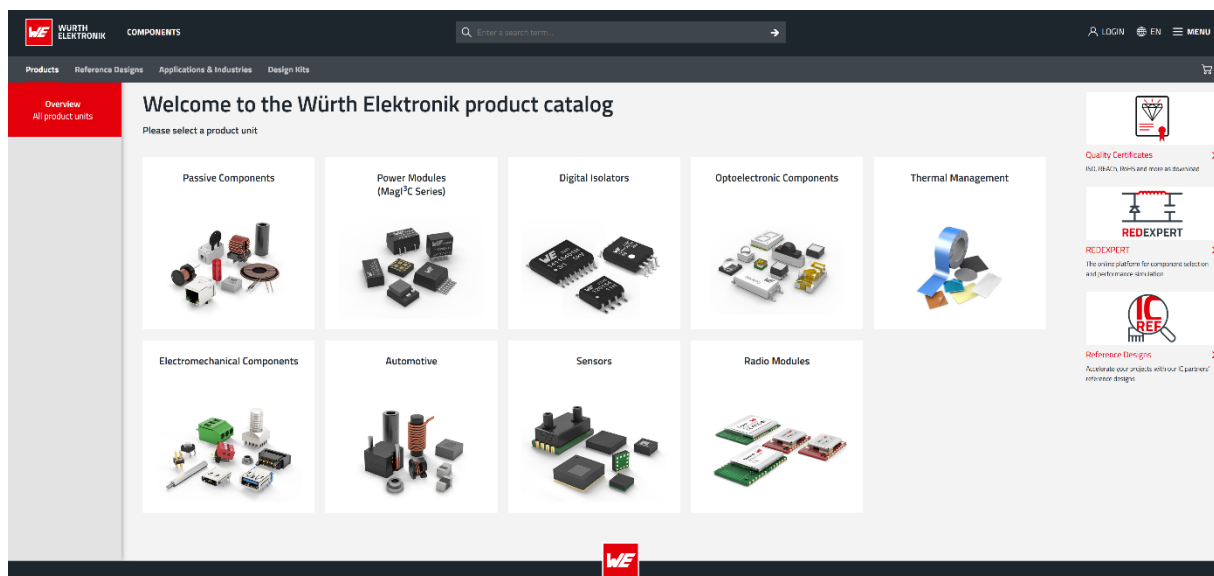 WE WÜRTH
ELEKTRONIK
COMPONENTS
Enter a search term...
LOGIN
EN
MENU
Products
Reference Designs
Applications & Industries
Design Kits
Overview
All product units
Welcome to the Würth Elektronik product catalog
Please select a product unit
Passive Components
Power Modules
(MagI³C Series)
Digital Isolators
Optoelectronic Components
Thermal Management
Electromechanical Components
Automotive
Sensors
Radio Modules
Quality Certificates
ISO, REACh, RoHS and more as download
REDEXPERT
REDEXPERT
The online platform for component selection
and performance simulation
IC
REF
Reference Designs
Accelerate your projects with our IC partners'
reference designs
WE